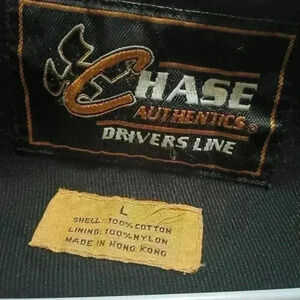 CHASE
AUTHENTICS®
DRIVERS LINE
L
SHELL: 100% COTTON
LINING: 100% NYLON
MADE IN HONG KONG